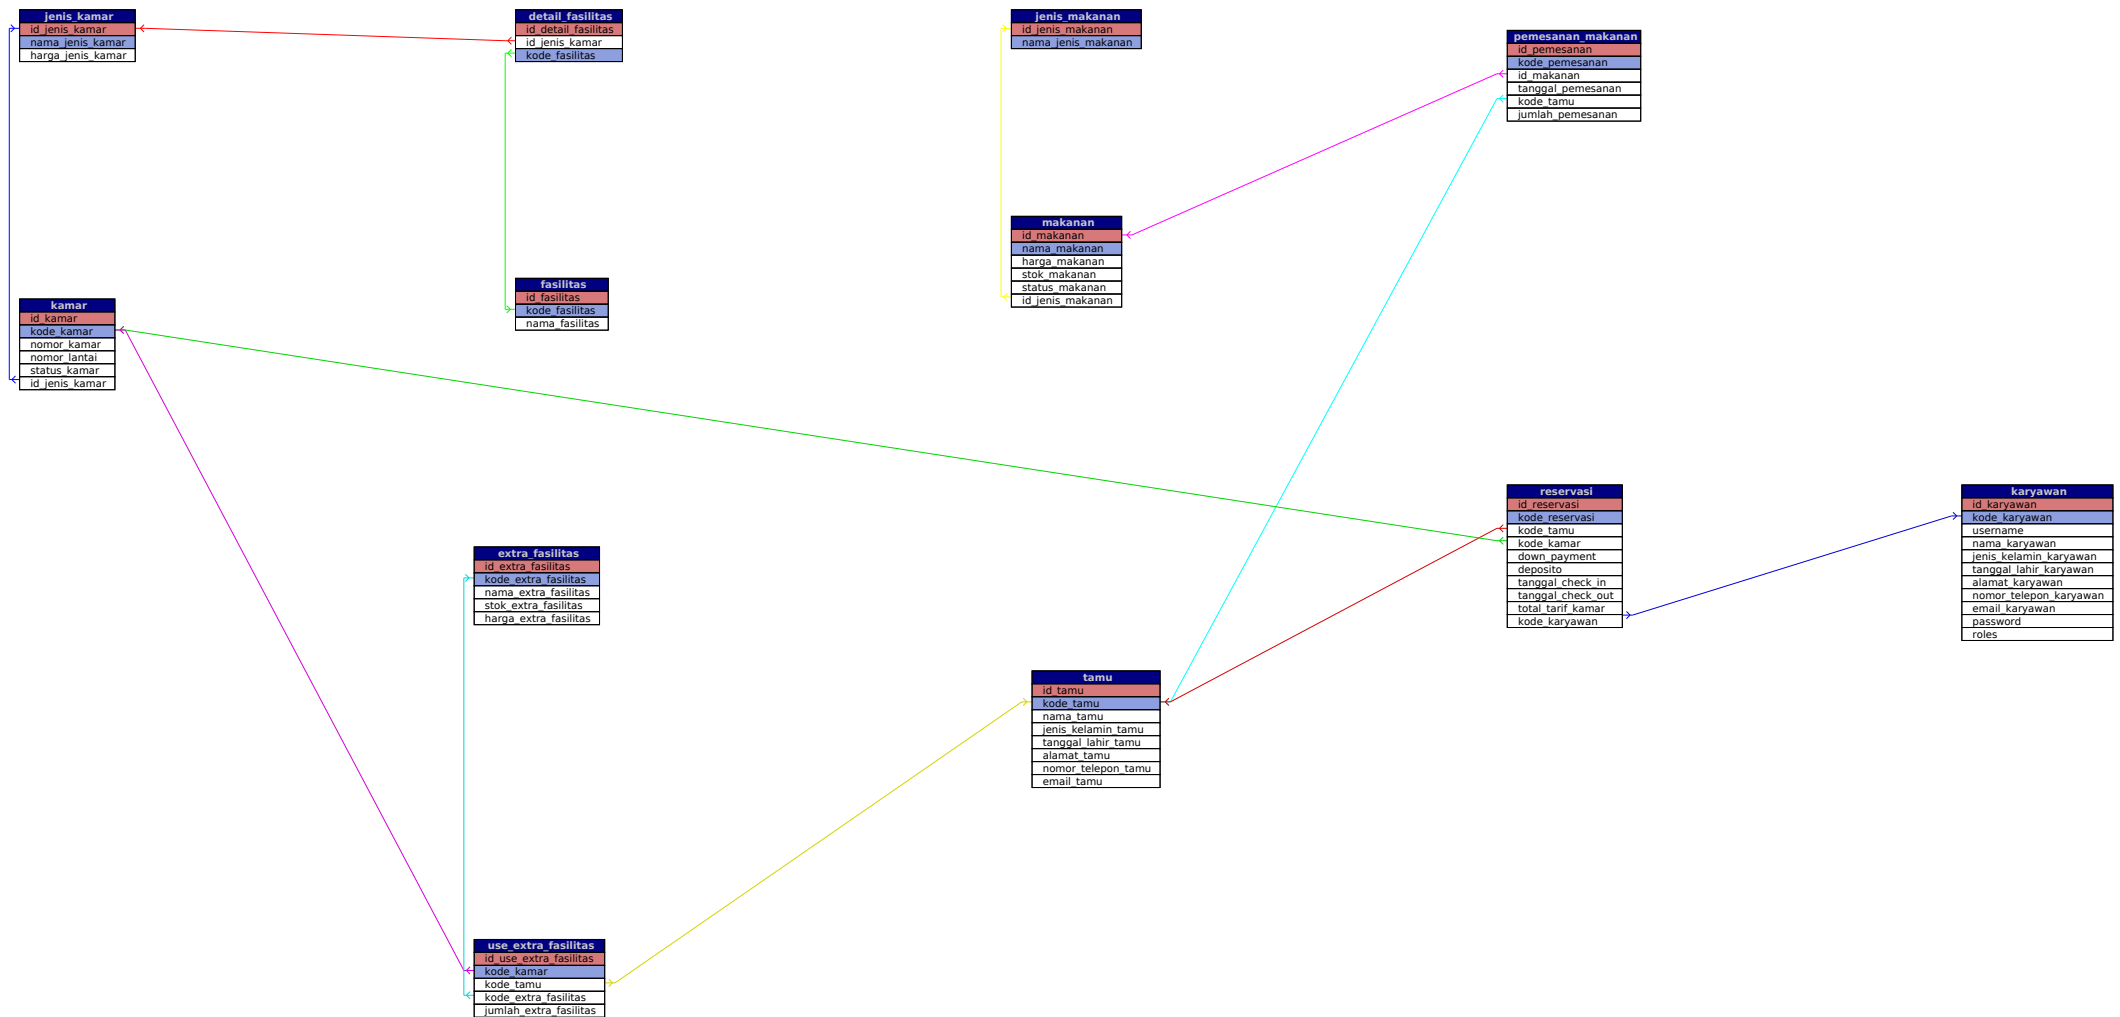 jenis_kamar
id_jenis_kamar
nama_jenis_kamar
harga_jenis_kamar
detail_fasilitas
id_detail_fasilitas
id_jenis_kamar
kode_fasilitas
jenis_makanan
id_jenis_makanan
nama_jenis_makanan
pemesanan_makanan
id_pemesanan
kode_pemesanan
id_makanan
tanggal_pemesanan
kode_tamu
jumlah_pemesanan
makanan
id_makanan
nama_makanan
harga_makanan
stok_makanan
status_makanan
id_jenis_makanan
fasilitas
id_fasilitas
kode_fasilitas
nama_fasilitas
kamar
id_kamar
kode_kamar
nomor_kamar
nomor_lantai
status_kamar
id_jenis_kamar
reservasi
id_reservasi
kode_reservasi
kode_tamu
kode_kamar
down_payment
deposito
tanggal_check_in
tanggal_check_out
total_tarif_kamar
kode_karyawan
karyawan
id_karyawan
kode_karyawan
username
nama_karyawan
jenis_kelamin_karyawan
tanggal_lahir_karyawan
alamat_karyawan
nomor_telepon_karyawan
email_karyawan
password
roles
extra_fasilitas
id_extra_fasilitas
kode_extra_fasilitas
nama_extra_fasilitas
stok_extra_fasilitas
harga_extra_fasilitas
tamu
id_tamu
kode_tamu
nama_tamu
jenis_kelamin_tamu
tanggal_lahir_tamu
alamat_tamu
nomor_telepon_tamu
email_tamu
use_extra_fasilitas
id_use_extra_fasilitas
kode_kamar
kode_tamu
kode_extra_fasilitas
jumlah_extra_fasilitas